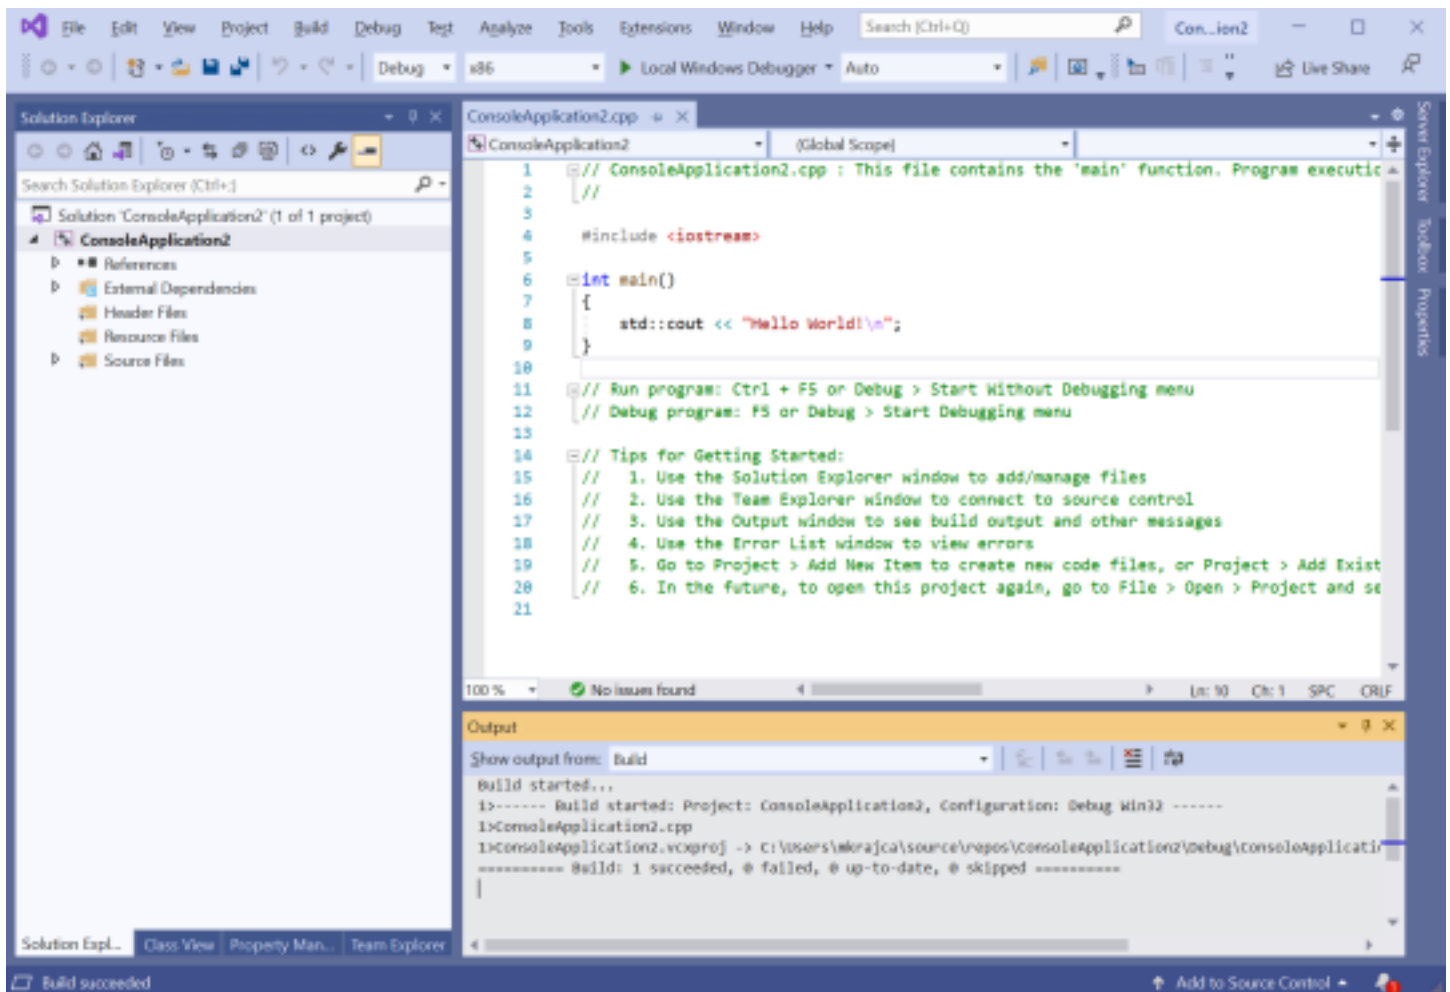 File Edit View Project Build Debug Test Analyze Tools Extensions Window Help Search (Ctrl+Q) Con...ion2
Debug x86 Local Windows Debugger Auto Live Share
Solution Explorer
Search Solution Explorer (Ctrl+;)
Solution 'ConsoleApplication2' (1 of 1 project)
ConsoleApplication2
References
External Dependencies
Header Files
Resource Files
Source Files
Solution Expl... Class View Property Man... Team Explorer
ConsoleApplication2.cpp
ConsoleApplication2 (Global Scope)
1 // ConsoleApplication2.cpp : This file contains the 'main' function. Program executio
2 //
3
4 #include <iostream>
5
6 int main()
7 {
8 std::cout << "Hello World!\n";
9 }
10
11 // Run program: Ctrl + F5 or Debug > Start Without Debugging menu
12 // Debug program: F5 or Debug > Start Debugging menu
13
14 // Tips for Getting Started:
15 // 1. Use the Solution Explorer window to add/manage files
16 // 2. Use the Team Explorer window to connect to source control
17 // 3. Use the Output window to see build output and other messages
18 // 4. Use the Error List window to view errors
19 // 5. Go to Project > Add New Item to create new code files, or Project > Add Exist
20 // 6. In the future, to open this project again, go to File > Open > Project and se
21
100 % No issues found Ln: 10 Ch: 1 SPC CRLF
Output
Show output from: Build
Build started...
1>------ Build started: Project: ConsoleApplication2, Configuration: Debug Win32 ------
1>ConsoleApplication2.cpp
1>ConsoleApplication2.vcxproj -> C:\Users\mkrajca\source\repos\ConsoleApplication2\Debug\ConsoleApplicati
========== Build: 1 succeeded, 0 failed, 0 up-to-date, 0 skipped ==========
Server Explorer
Toolbox
Properties
Build succeeded Add to Source Control 1